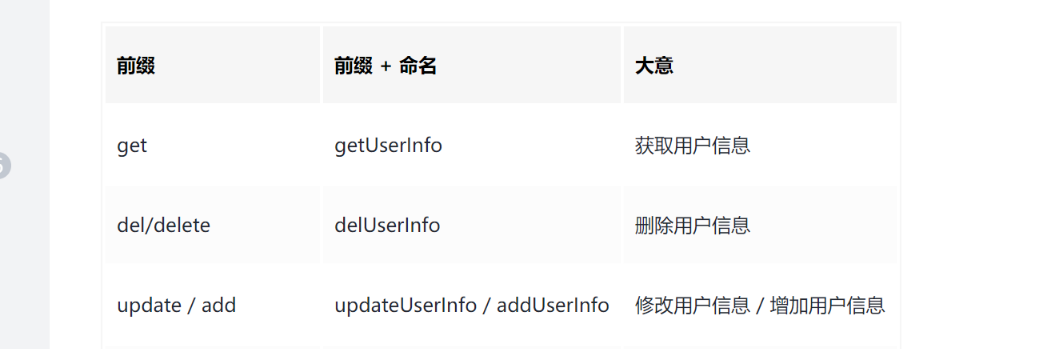 前缀 前缀 + 命名 大意
get getUserInfo 获取用户信息
del/delete delUserInfo 删除用户信息
update / add updateUserInfo / addUserInfo 修改用户信息 / 增加用户信息